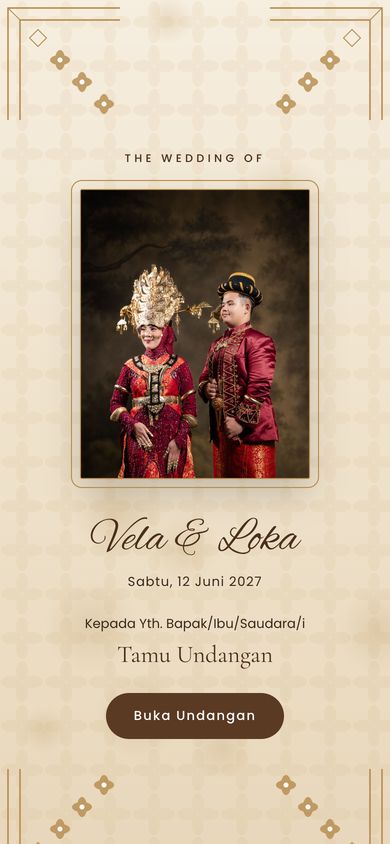 THE WEDDING OF
Vela & Loka
Sabtu, 12 Juni 2027
Kepada Yth. Bapak/Ibu/Saudara/i
Tamu Undangan
Buka Undangan